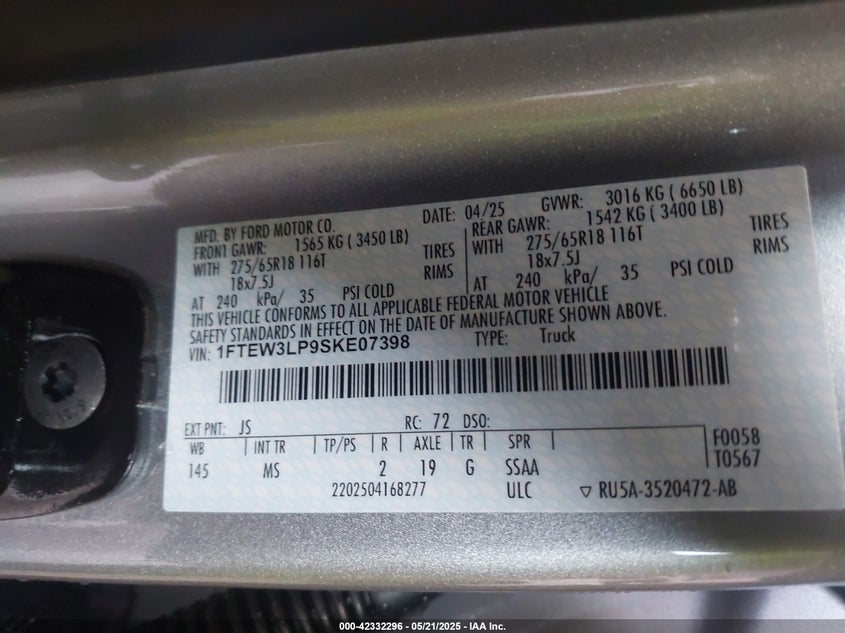 MFD. BY FORD MOTOR CO. DATE: 04/25 GVWR: 3016 KG ( 6650 LB)
FRONT GAWR: 1565 KG ( 3450 LB) REAR GAWR: 1542 KG ( 3400 LB)
WITH 275/65R18 116T TIRES WITH 275/65R18 116T TIRES
18x7.5J RIMS 18x7.5J RIMS
AT 240 kPa/ 35 PSI COLD AT 240 kPa/ 35 PSI COLD
THIS VEHICLE CONFORMS TO ALL APPLICABLE FEDERAL MOTOR VEHICLE
SAFETY STANDARDS IN EFFECT ON THE DATE OF MANUFACTURE SHOWN ABOVE.
VIN: 1FTEW3LP9SKE07398 TYPE: Truck
EXT PNT: JS RC: 72 DSO:
WB INT TR TP/PS R AXLE TR SPR F0058
145 MS 2 19 G SSAA T0567
2202504168277 ULC RU5A-3520472-AB
000-42332296 - 05/21/2025 - IAA Inc.